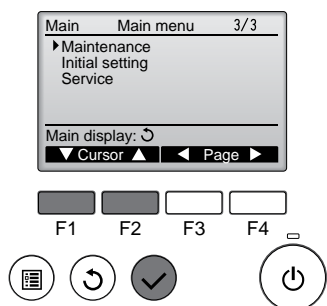 Main Main menu 3/3
Maintenance
Initial setting
Service
Main display:
Cursor Page
F1 F2 F3 F4